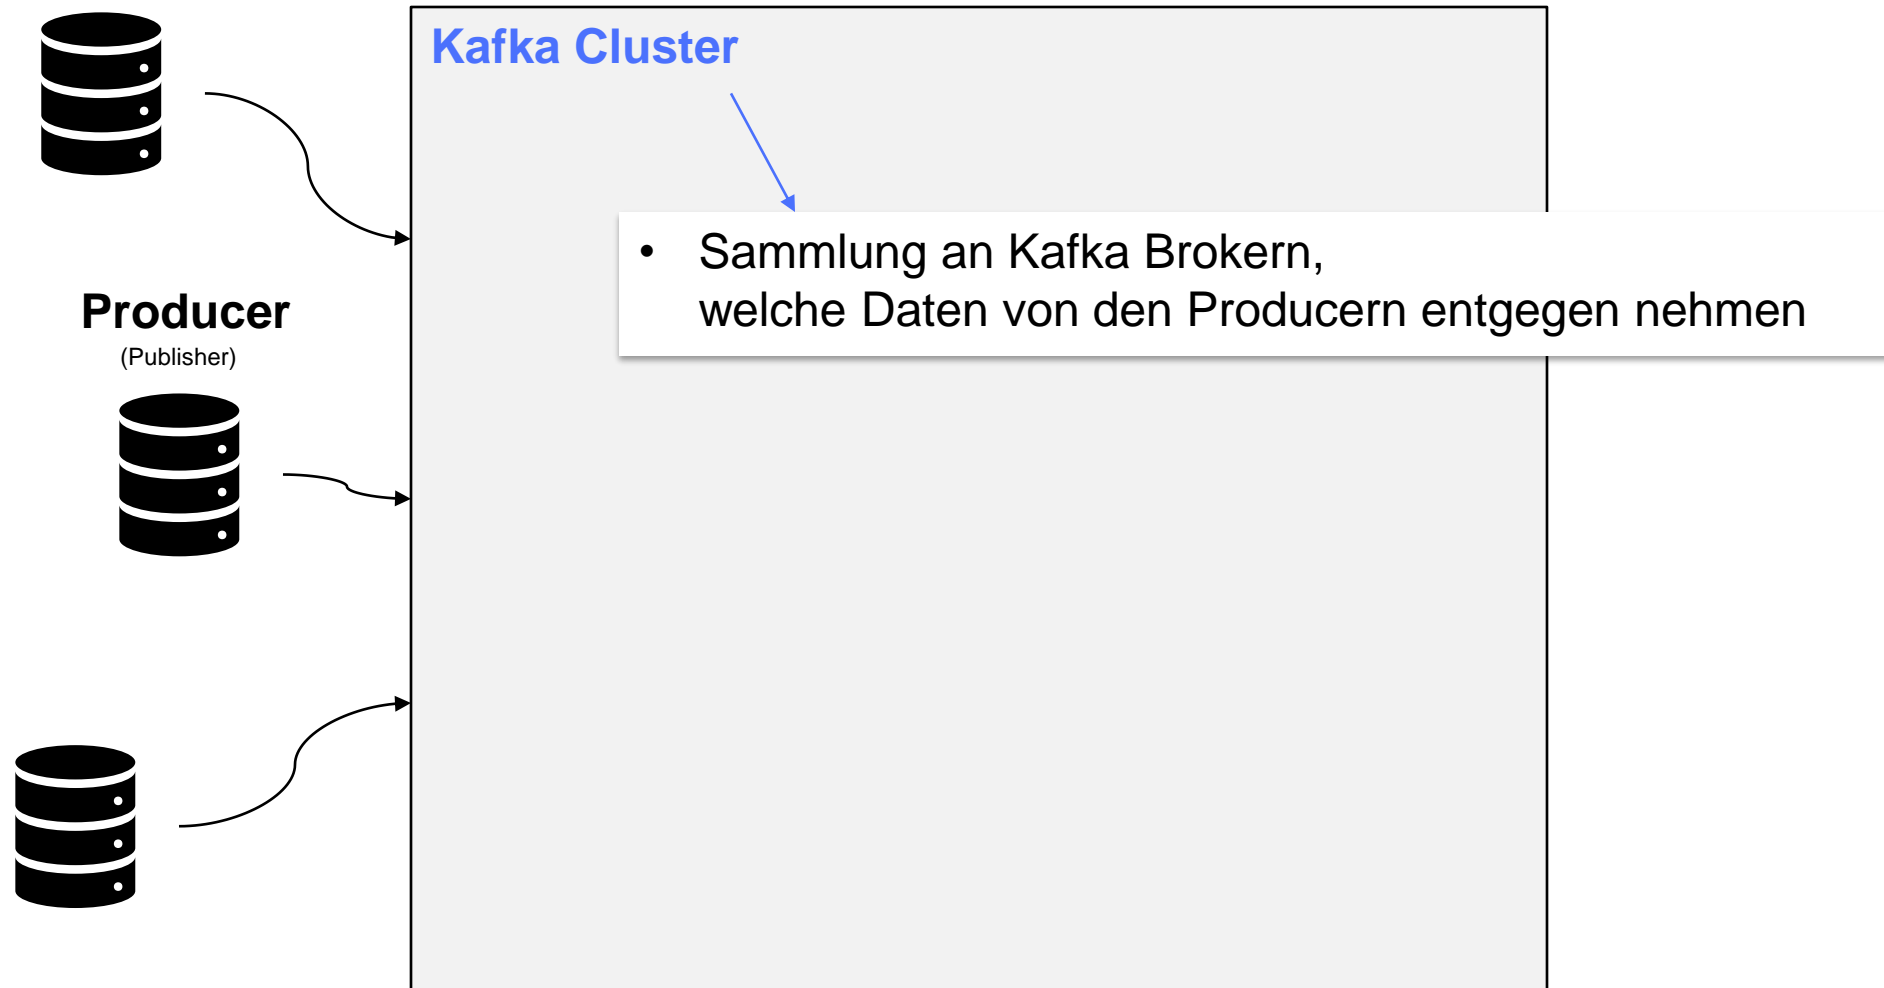 Kafka Cluster
• Sammlung an Kafka Brokern,
welche Daten von den Producern entgegen nehmen
Producer
(Publisher)